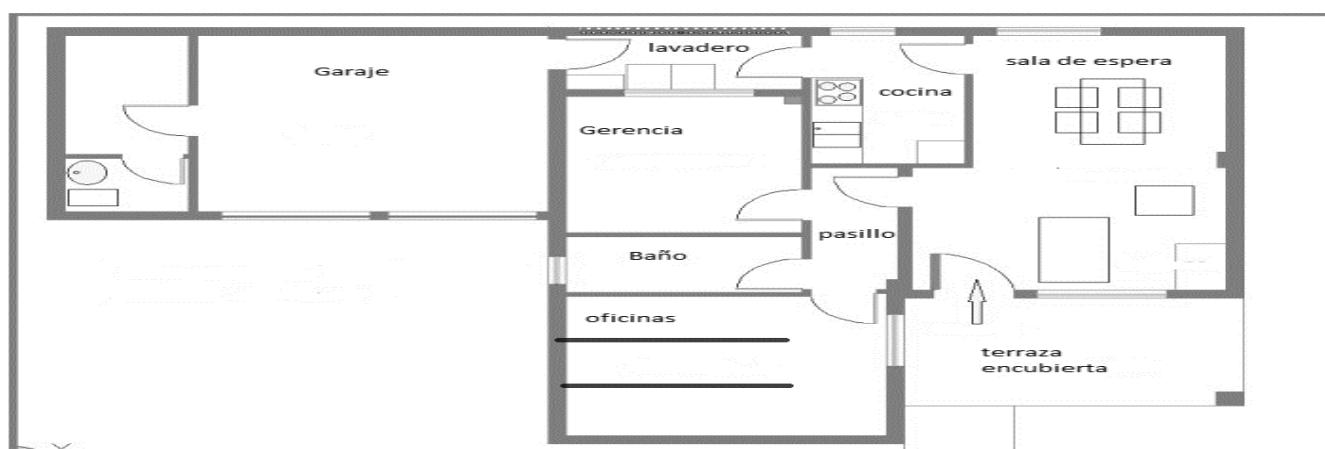 lavadero
Garaje
sala de espera
cocina
Gerencia
pasillo
Baño
oficinas
terraza
encubierta